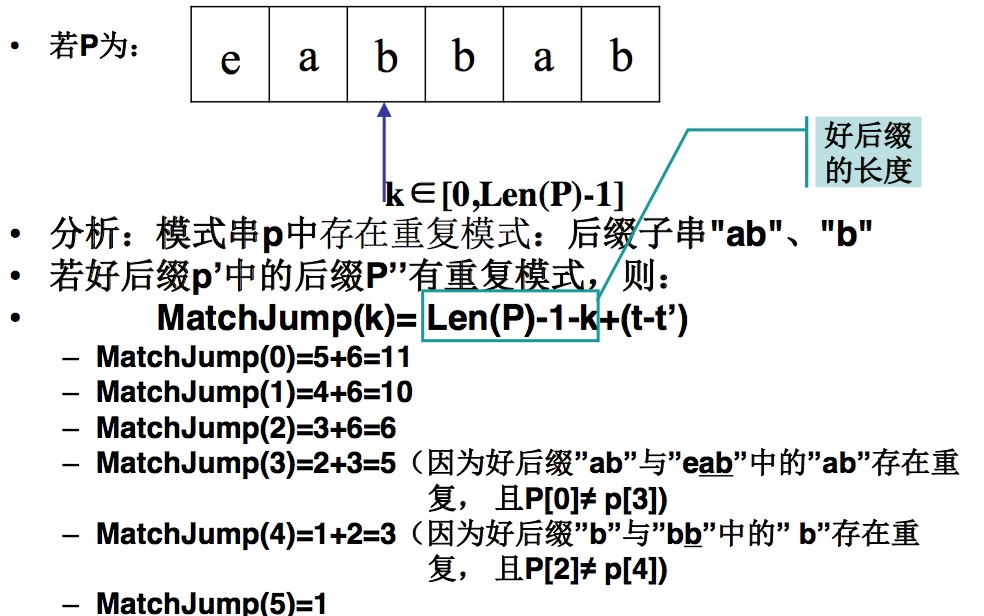 • 若P为：
e a b b a b
好后缀
的长度
k∈[0,Len(P)-1]
• 分析：模式串p中存在重复模式：后缀子串"ab"、"b"
• 若好后缀p’中的后缀P’’有重复模式，则：
• MatchJump(k)= Len(P)-1-k+(t-t’)
– MatchJump(0)=5+6=11
– MatchJump(1)=4+6=10
– MatchJump(2)=3+6=6
– MatchJump(3)=2+3=5（因为好后缀”ab”与”eab”中的”ab”存在重
复， 且P[0]≠ p[3])
– MatchJump(4)=1+2=3（因为好后缀”b”与”bb”中的” b”存在重
复， 且P[2]≠ p[4])
– MatchJump(5)=1